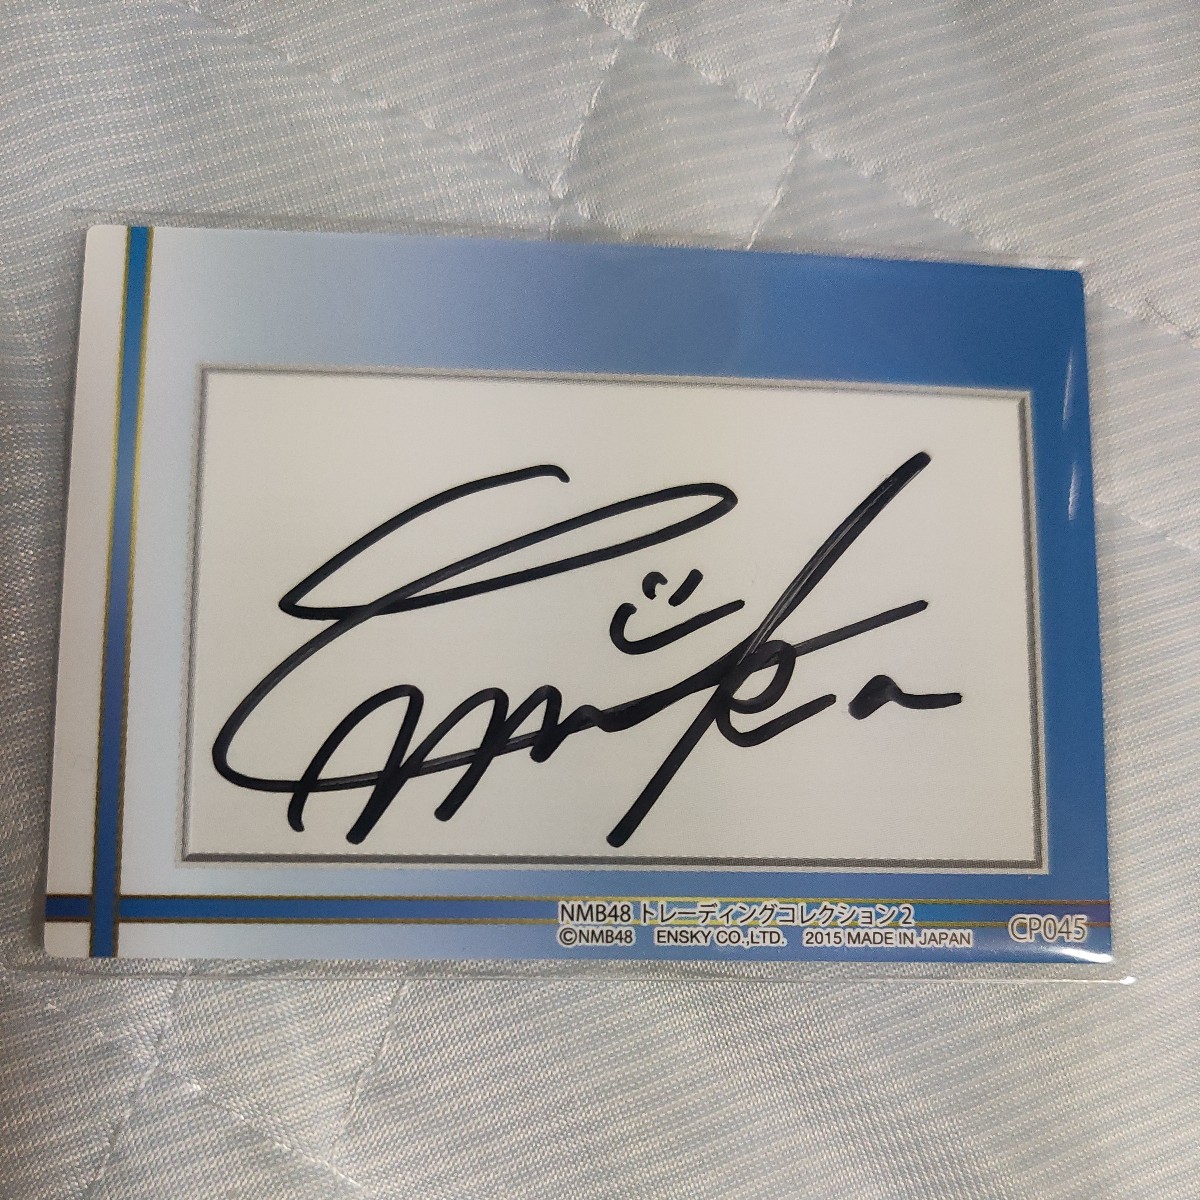 NMB48 トレーディングコレクション2
©NMB48 ENSKY CO.,LTD. 2015 MADE IN JAPAN
CP045